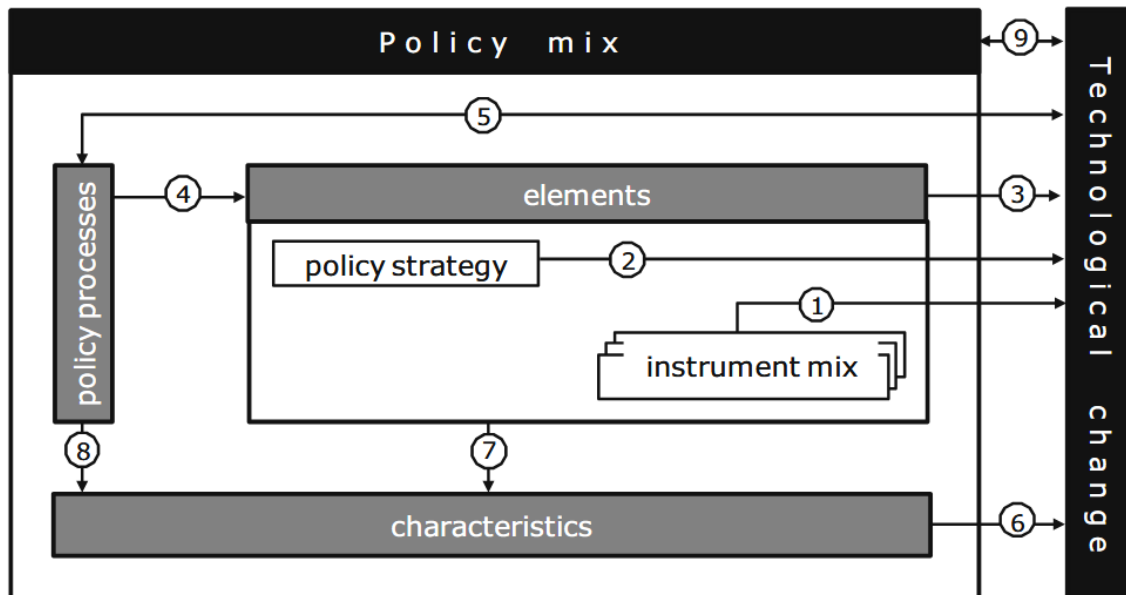 Policy mix
9
5
policy processes
4
elements
3
policy strategy
2
1
instrument mix
8
7
characteristics
6
Technological change